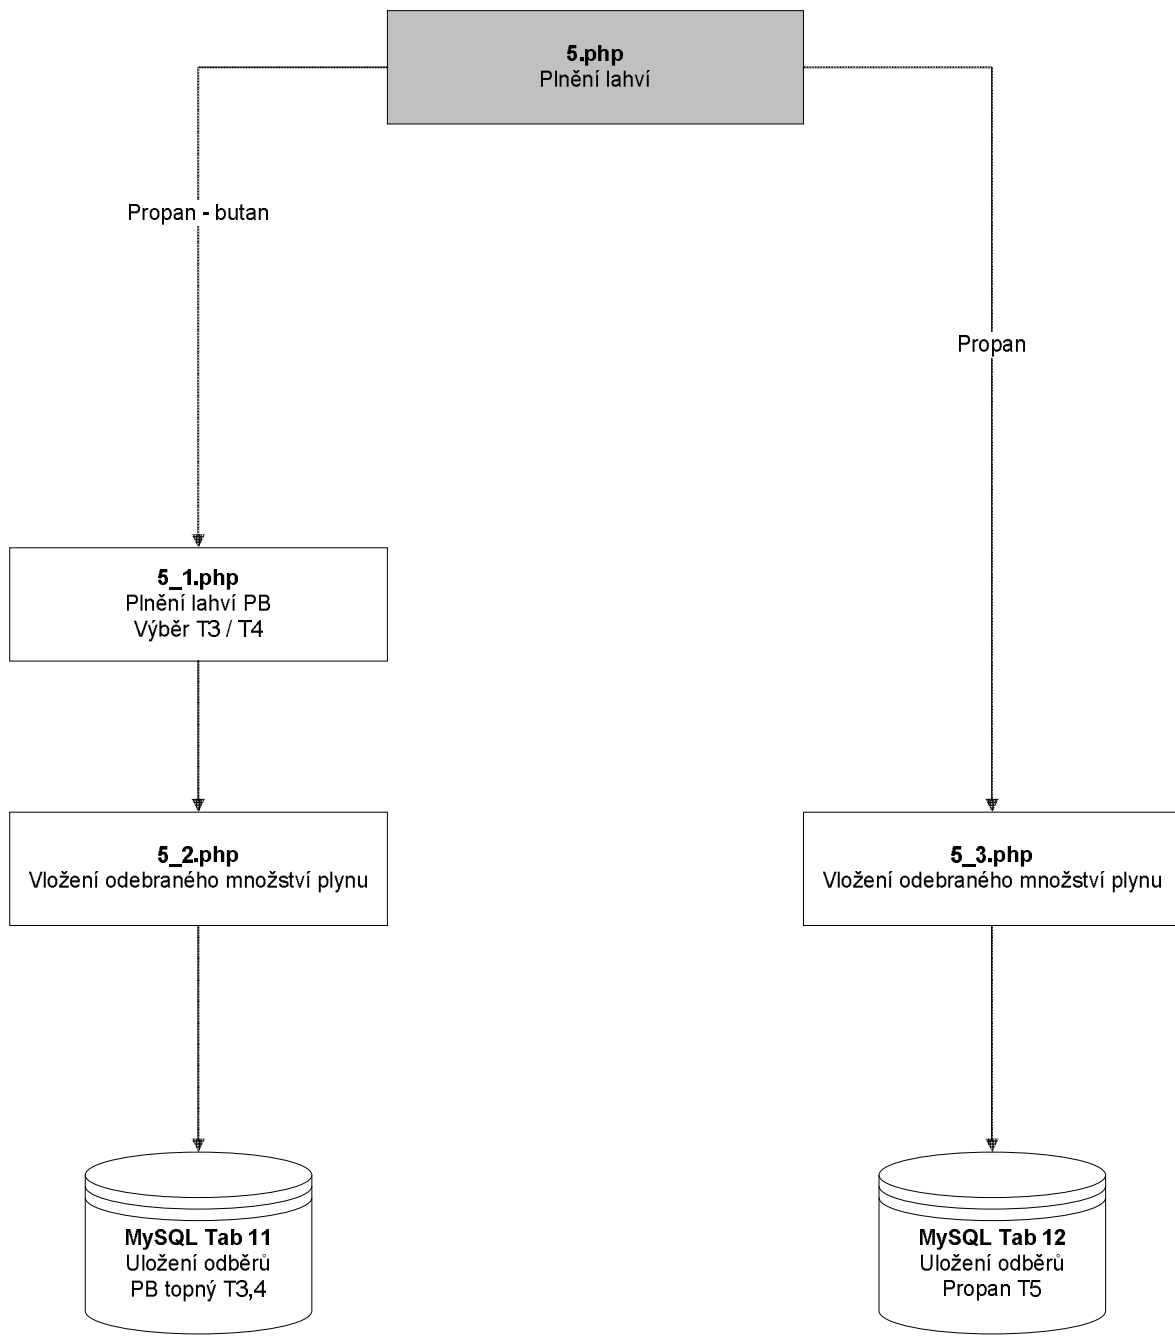 5.php
Plnění lahví
Propan - butan
Propan
5_1.php
Plnění lahví PB
Výběr T3 / T4
5_2.php
Vložení odebraného množství plynu
5_3.php
Vložení odebraného množství plynu
MySQL Tab 11
Uložení odběrů
PB topný T3,4
MySQL Tab 12
Uložení odběrů
Propan T5